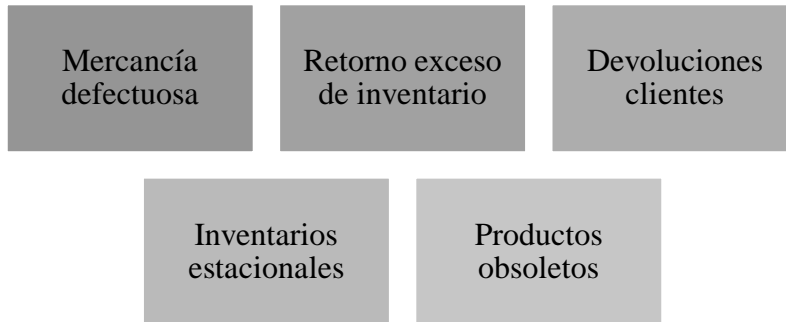 Mercancía
defectuosa
Retorno exceso
de inventario
Devoluciones
clientes
Inventarios
estacionales
Productos
obsoletos